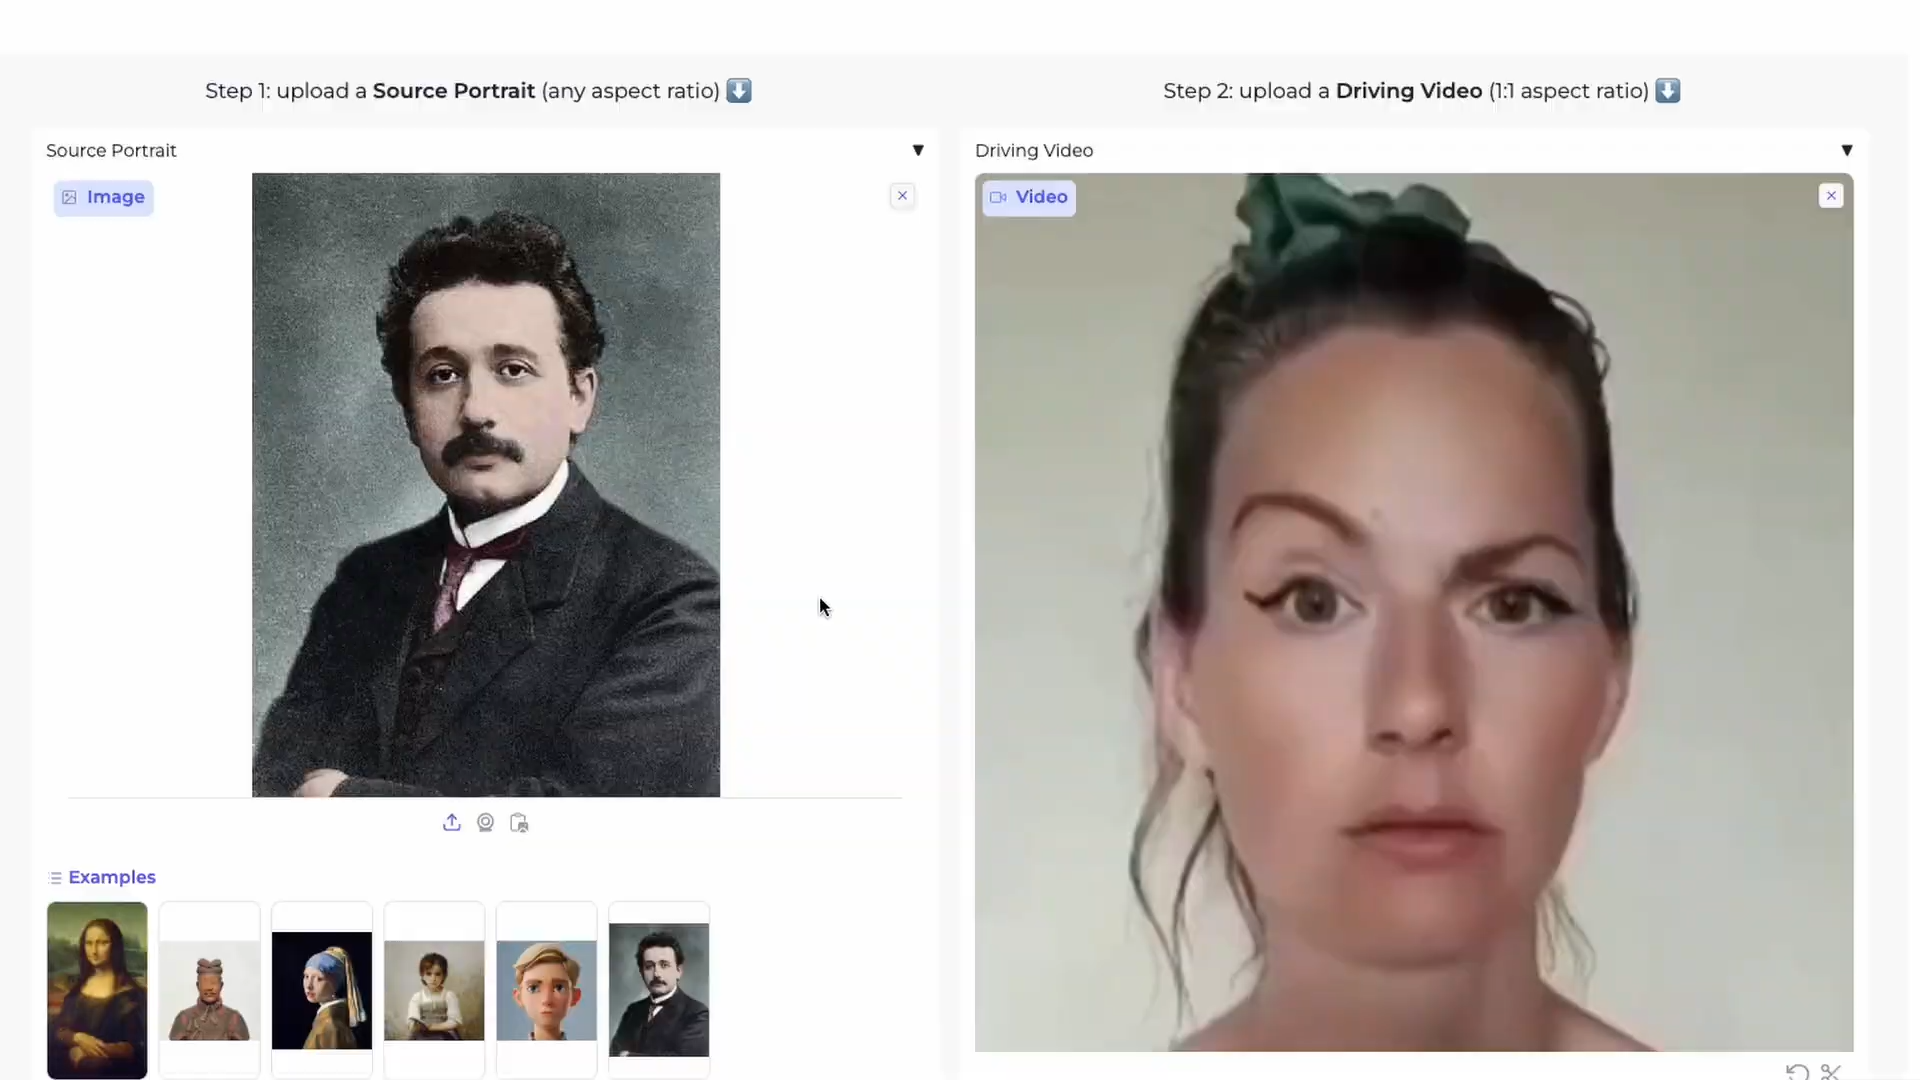 Step 1: upload a Source Portrait (any aspect ratio)
Step 2: upload a Driving Video (1:1 aspect ratio)
Source Portrait
Driving Video
Image
Video
Examples